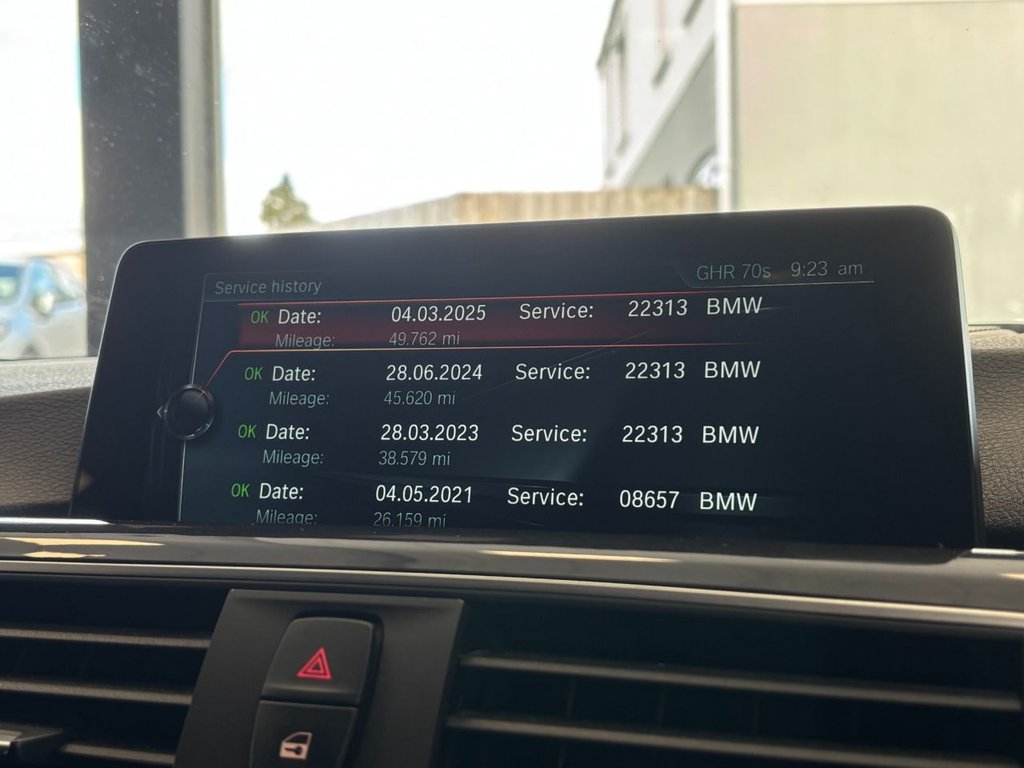 Service history GHR 70s 9:23 am
OK Date: 04.03.2025 Service: 22313 BMW
Mileage: 49.762 mi
OK Date: 28.06.2024 Service: 22313 BMW
Mileage: 45.620 mi
OK Date: 28.03.2023 Service: 22313 BMW
Mileage: 38.579 mi
OK Date: 04.05.2021 Service: 08657 BMW
Mileage: 26.159 mi